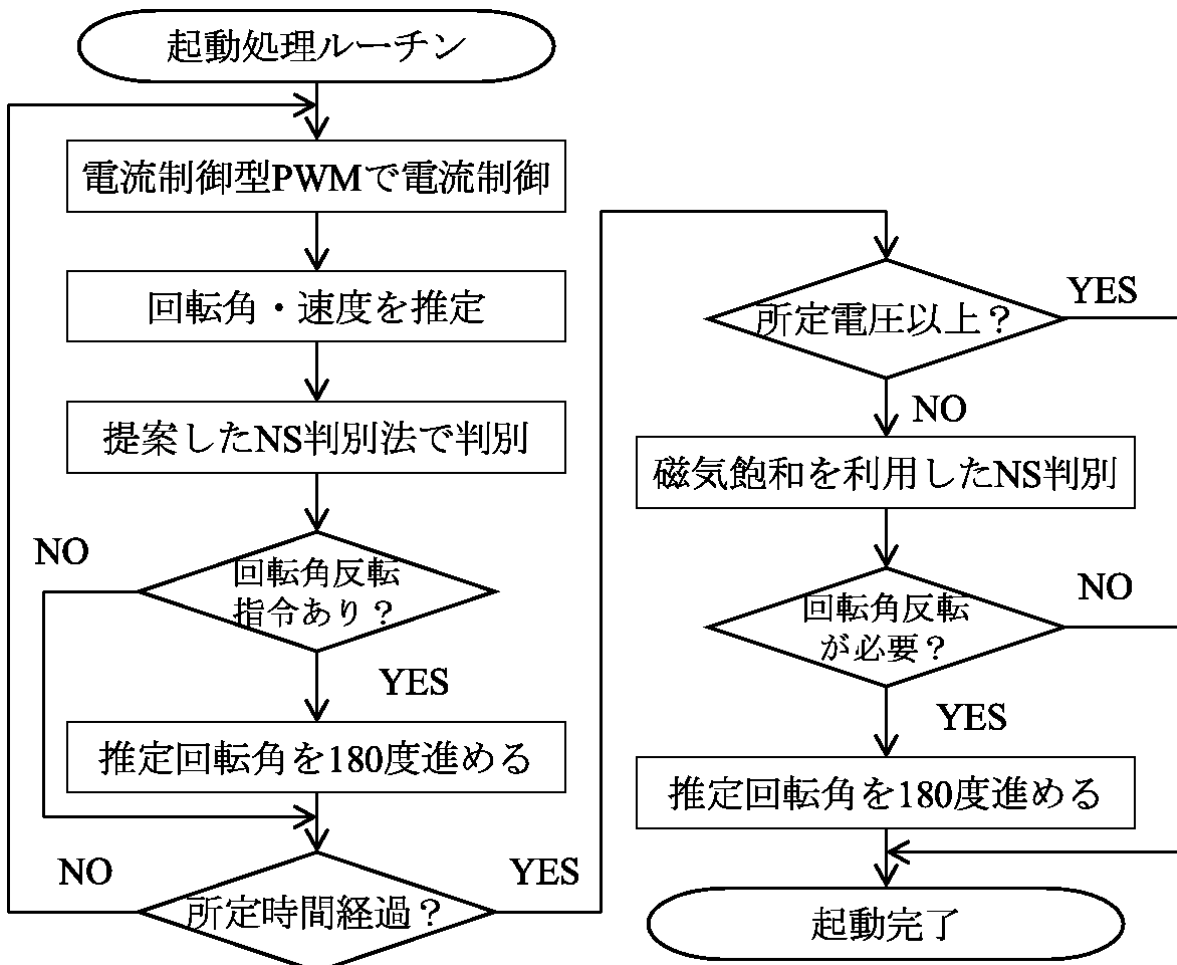 起動処理ルーチン
電流制御型PWMで電流制御
回転角・速度を推定
提案したNS判別法で判別
NO
回転角反転
指令あり？
YES
推定回転角を180度進める
NO
所定時間経過？
YES
所定電圧以上？
YES
NO
磁気飽和を利用したNS判別
回転角反転
が必要？
NO
YES
推定回転角を180度進める
起動完了